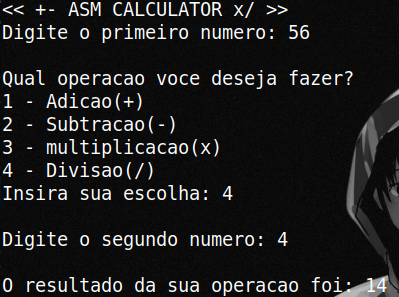 << +- ASM CALCULATOR x/ >>
Digite o primeiro numero: 56
Qual operacao voce deseja fazer?
1 - Adicao(+)
2 - Subtracao(-)
3 - multiplicacao(x)
4 - Divisao(/)
Insira sua escolha: 4
Digite o segundo numero: 4
O resultado da sua operacao foi: 14